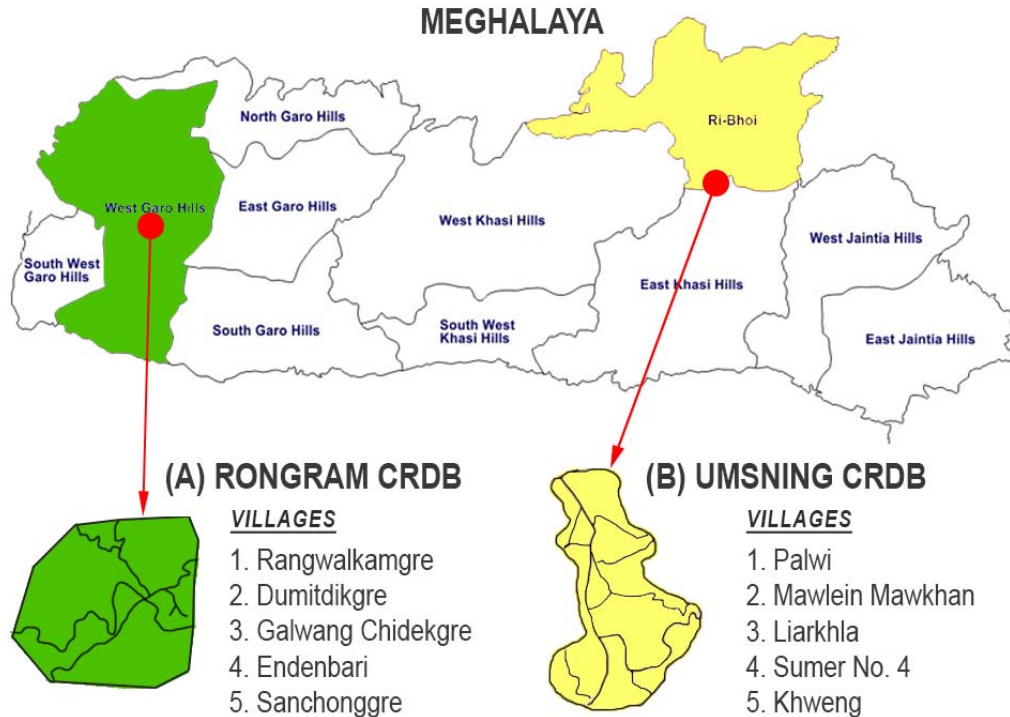 MEGHALAYA
North Garo Hills
Ri-Bhoi
West Garo Hills
East Garo Hills
West Khasi Hills
West Jaintia Hills
South West
Garo Hills
East Khasi Hills
South Garo Hills
South West
Khasi Hills
East Jaintia Hills
(A) RONGRAM CRDB
VILLAGES
1. Rangwalkamgre
2. Dumitdikgre
3. Galwang Chidekgre
4. Endenbari
5. Sanchonggre
(B) UMSNING CRDB
VILLAGES
1. Palwi
2. Mawlein Mawkhan
3. Liarkhla
4. Sumer No. 4
5. Khweng